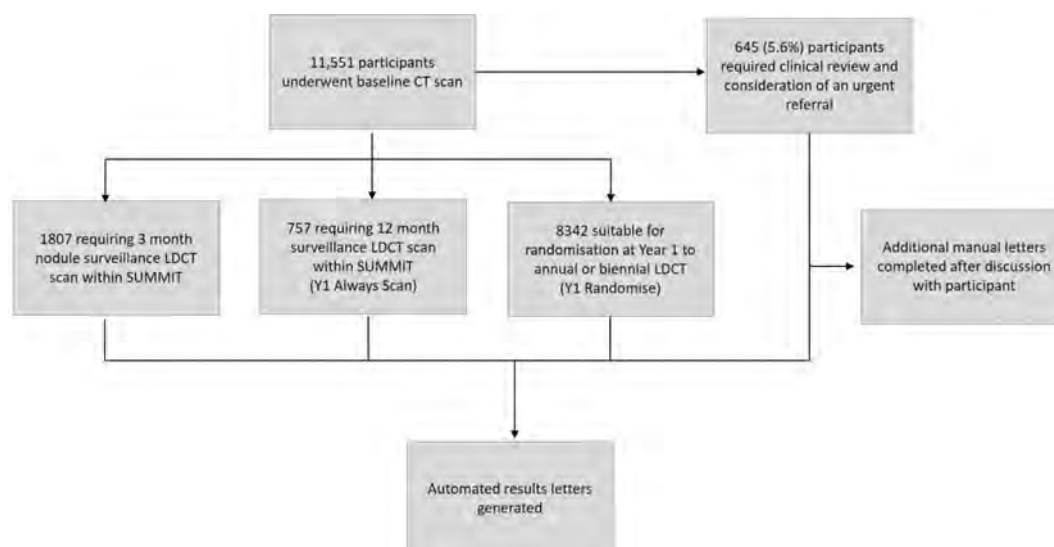 11,551 participants
underwent baseline CT scan
645 (5.6%) participants
required clinical review and
consideration of an urgent
referral
1807 requiring 3 month
nodule surveillance LDCT
scan within SUMMIT
757 requiring 12 month
surveillance LDCT scan
within SUMMIT
(Y1 Always Scan)
8342 suitable for
randomisation at Year 1 to
annual or biennial LDCT
(Y1 Randomise)
Additional manual letters
completed after discussion
with participant
Automated results letters
generated